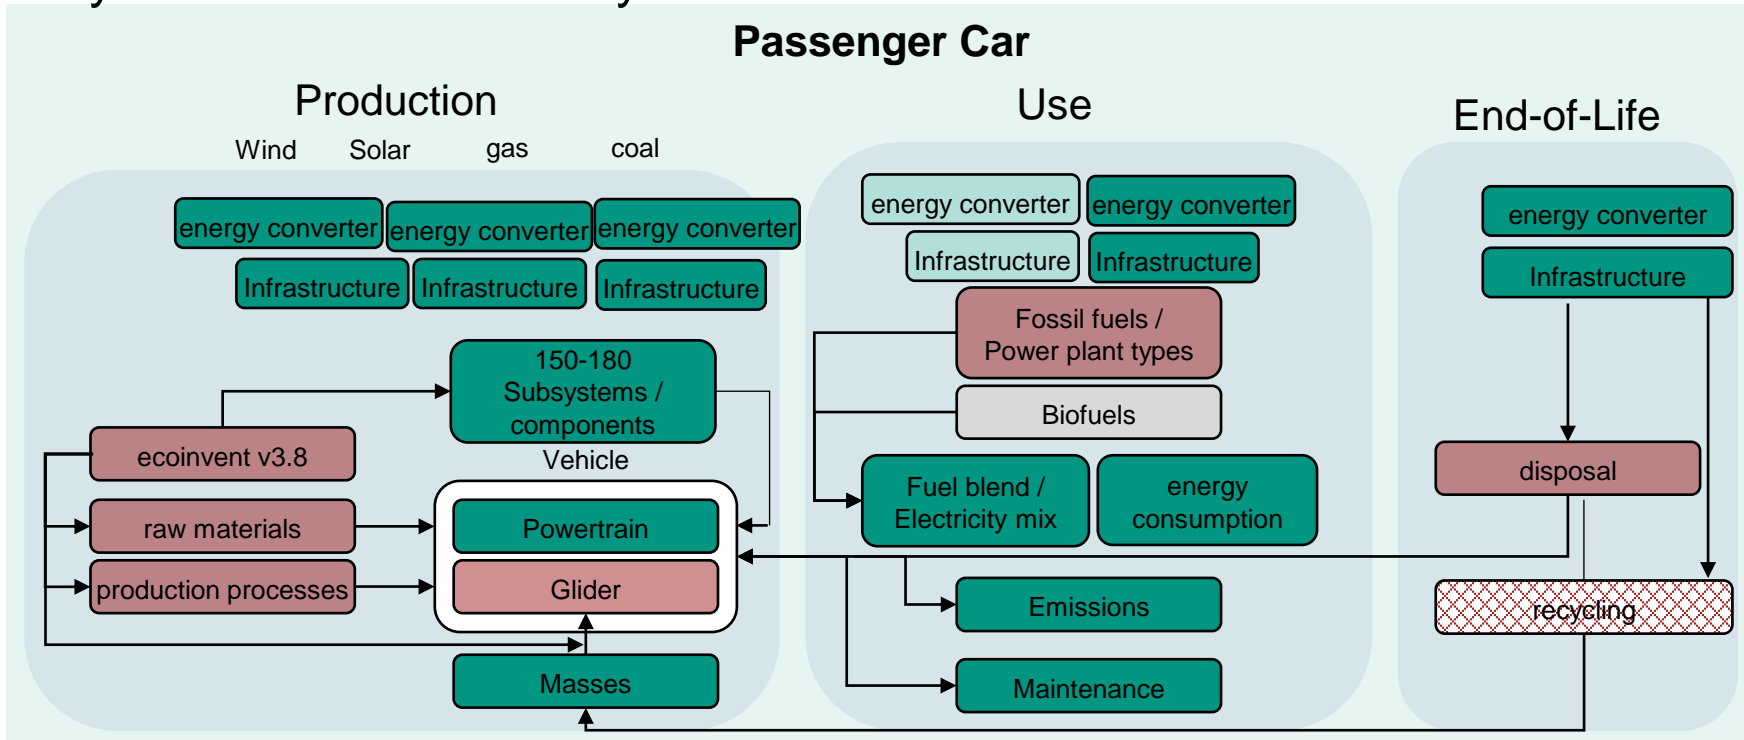 Passenger Car
Production
Use
End-of-Life
Wind Solar gas coal
energy converter energy converter energy converter
Infrastructure Infrastructure Infrastructure
150-180
Subsystems /
components
ecoinvent v3.8
Vehicle
raw materials
Powertrain
production processes
Glider
Masses
energy converter energy converter
Infrastructure Infrastructure
Fossil fuels /
Power plant types
Biofuels
Fuel blend /
Electricity mix
energy
consumption
Emissions
Maintenance
energy converter
Infrastructure
disposal
recycling